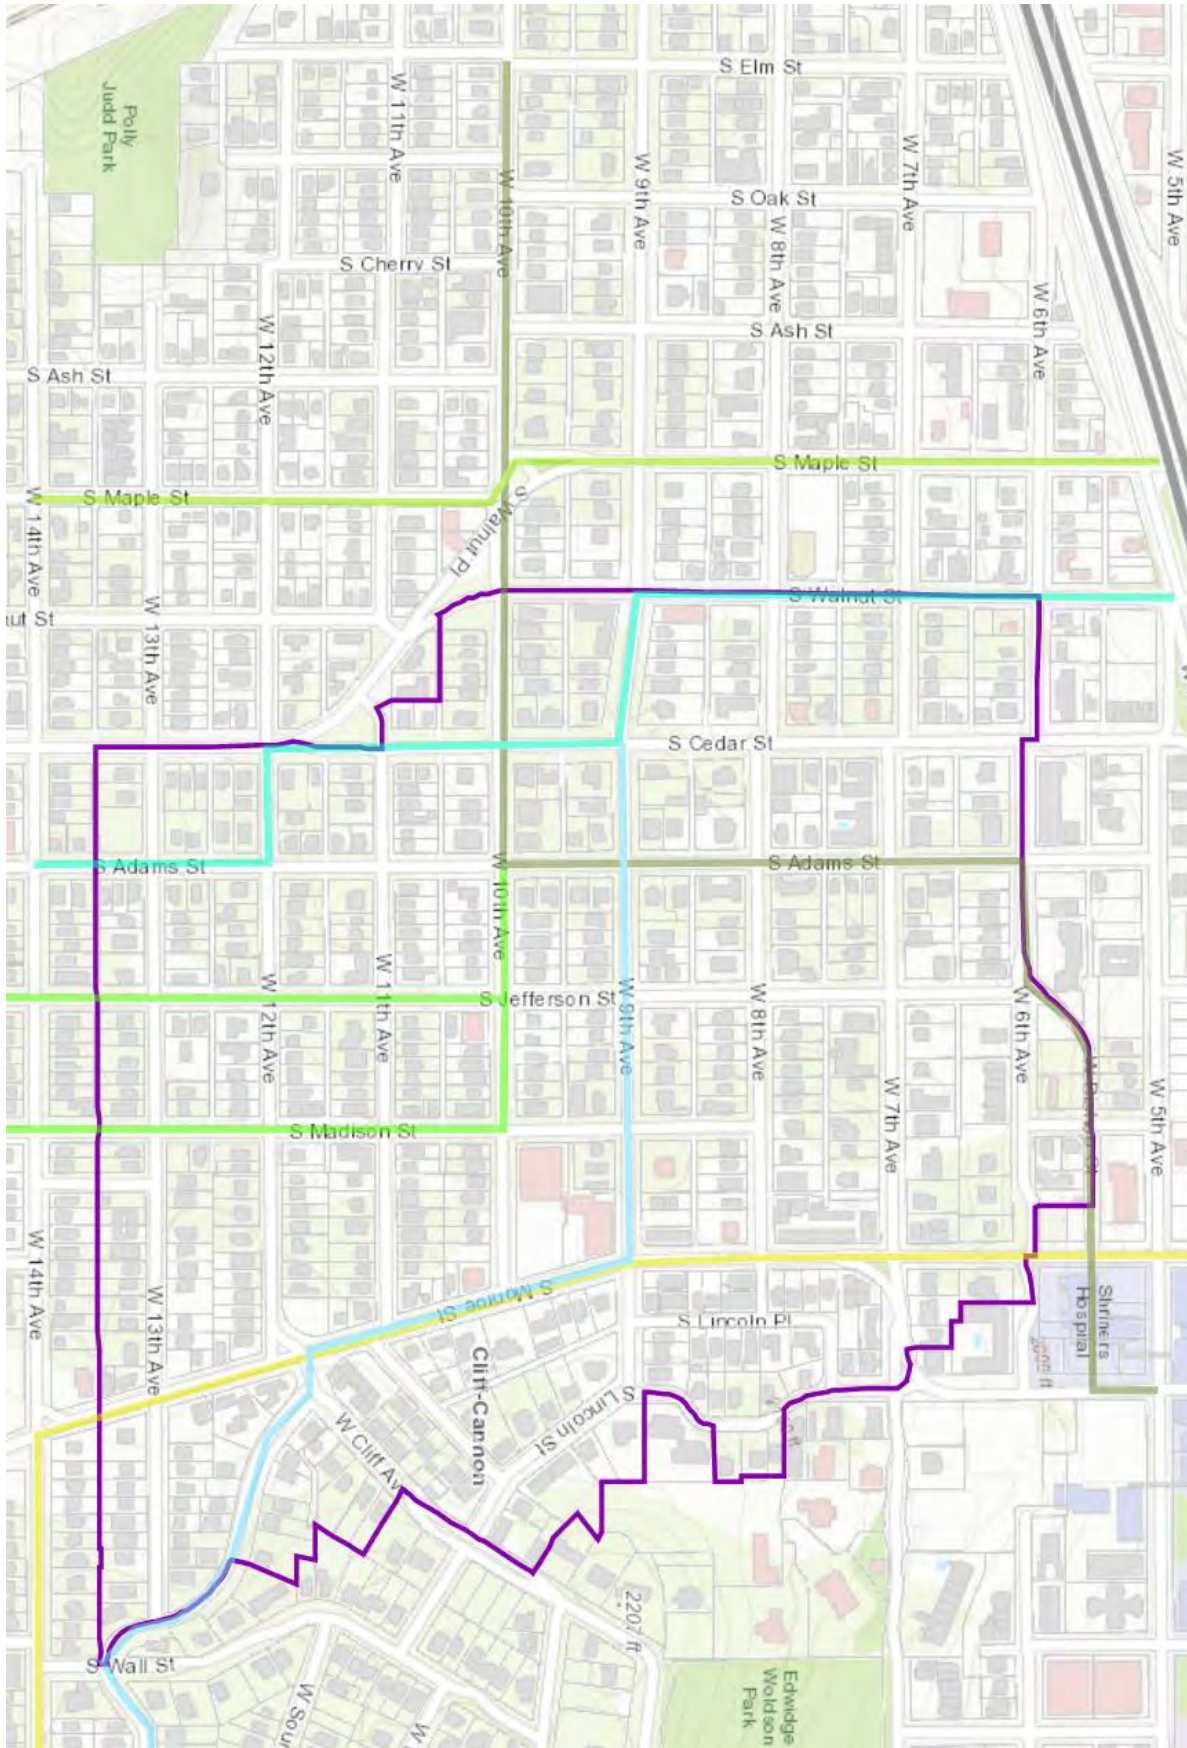 S Elm St
Polly
Judd Park
W 11th Ave
W 10th Ave
W 9th Ave
W 7th Ave
W 5th Ave
S Oak St
W 8th Ave
S Cherry St
W 6th Ave
S Ash St
W 12th Ave
S Ash St
S Maple St
S Maple St
W 14th Ave
S Walnut Pl
S Walnut St
W 13th Ave
ut St
S Cedar St
S Adams St
S Adams St
W 10th Ave
W 11th Ave
W 12th Ave
S Jefferson St
W 9th Ave
W 8th Ave
W 6th Ave
S Madison St
W 7th Ave
W 5th Ave
W 14th Ave
W 13th Ave
S Monroe St
S Lincoln Pl
Shriners
Hospital
Cliff-Cannon
S Lincoln St
W Cliff Av
2207 ft
S Wall St
W Sour
W
Edwidge
Woldson
Park